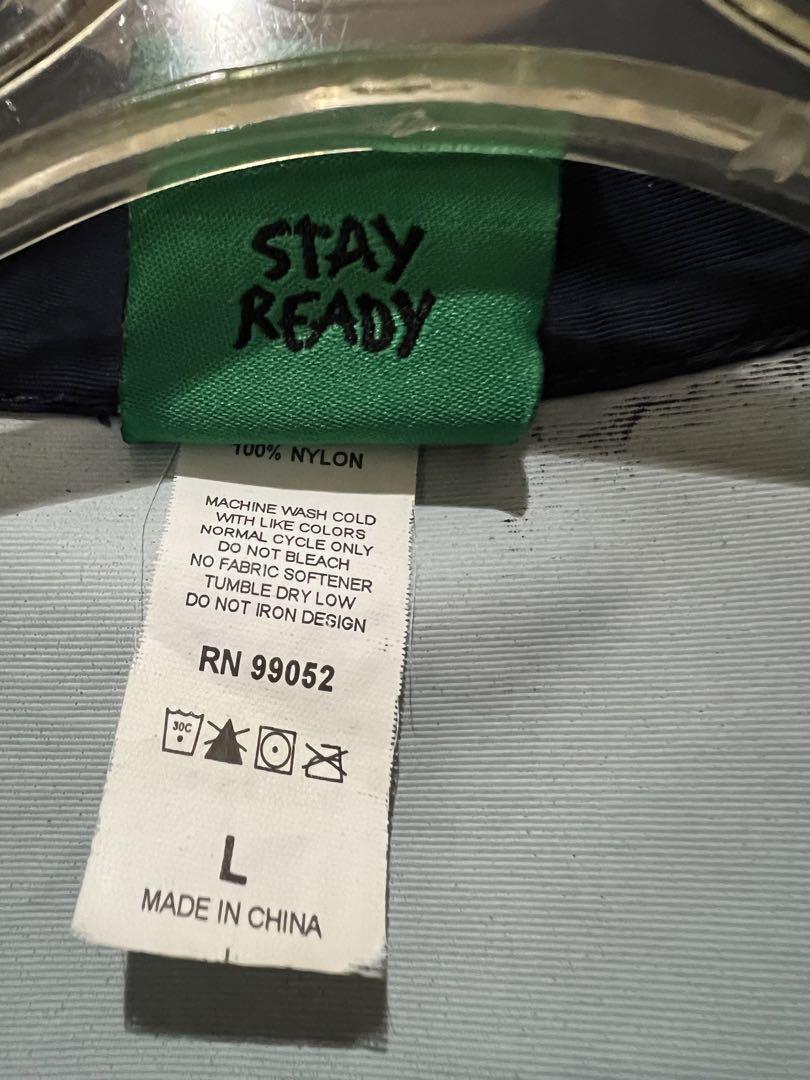 STAY
READY
100% NYLON
MACHINE WASH COLD
WITH LIKE COLORS
NORMAL CYCLE ONLY
DO NOT BLEACH
NO FABRIC SOFTENER
TUMBLE DRY LOW
DO NOT IRON DESIGN
RN 99052
30C
L
MADE IN CHINA